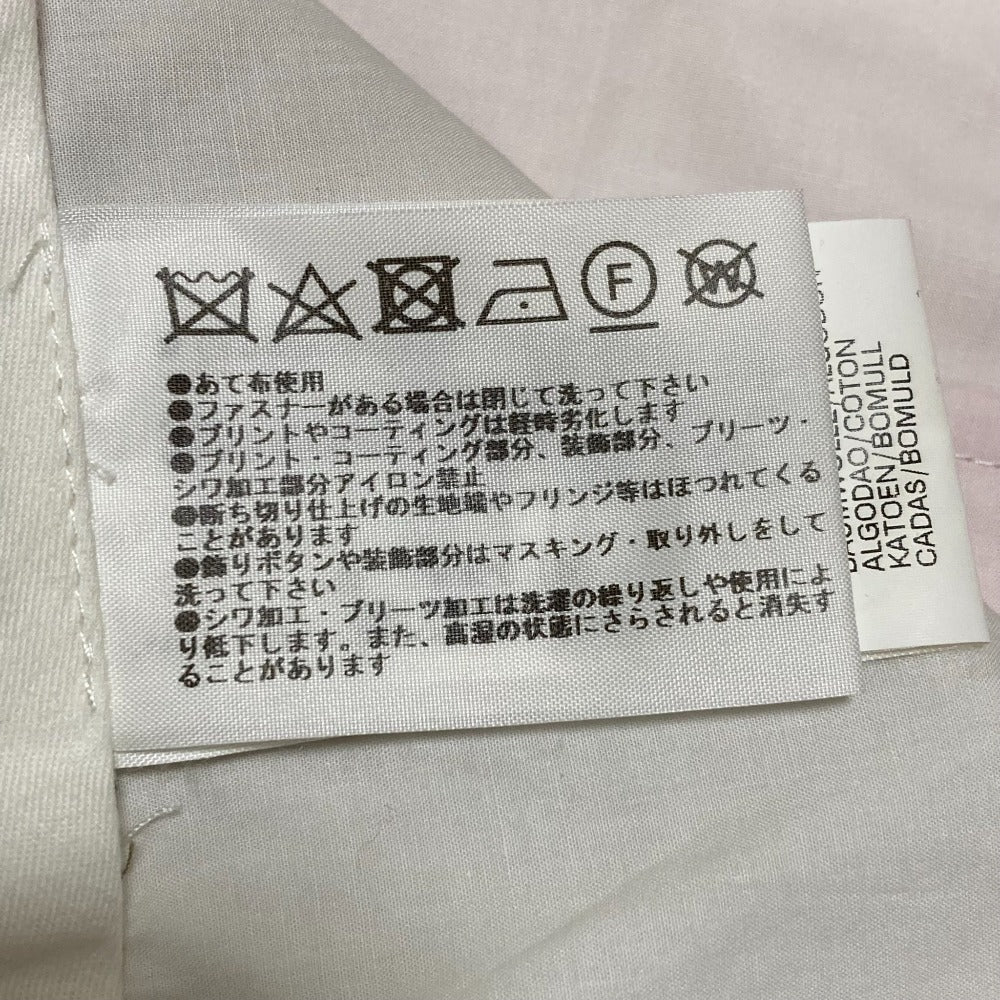 F
W
●あて布使用
●ファスナーがある場合は閉じて洗って下さい
●プリントやコーティングは経時劣化します
●プリント・コーティング部分、装飾部分、プリーツ・
シワ加工部分アイロン禁止
●断ち切り仕上げの生地端やフリンジ等はほつれてくる
ことがあります
●飾りボタンや装飾部分はマスキング・取り外しをして
洗って下さい
●シワ加工・プリーツ加工は洗濯の繰り返しや使用によ
り低下します。また、高湿の状態にさらされると消失す
ることがあります
ALGODAO/COTON
KATOEN/BOMULL
CADAS/BOMULD